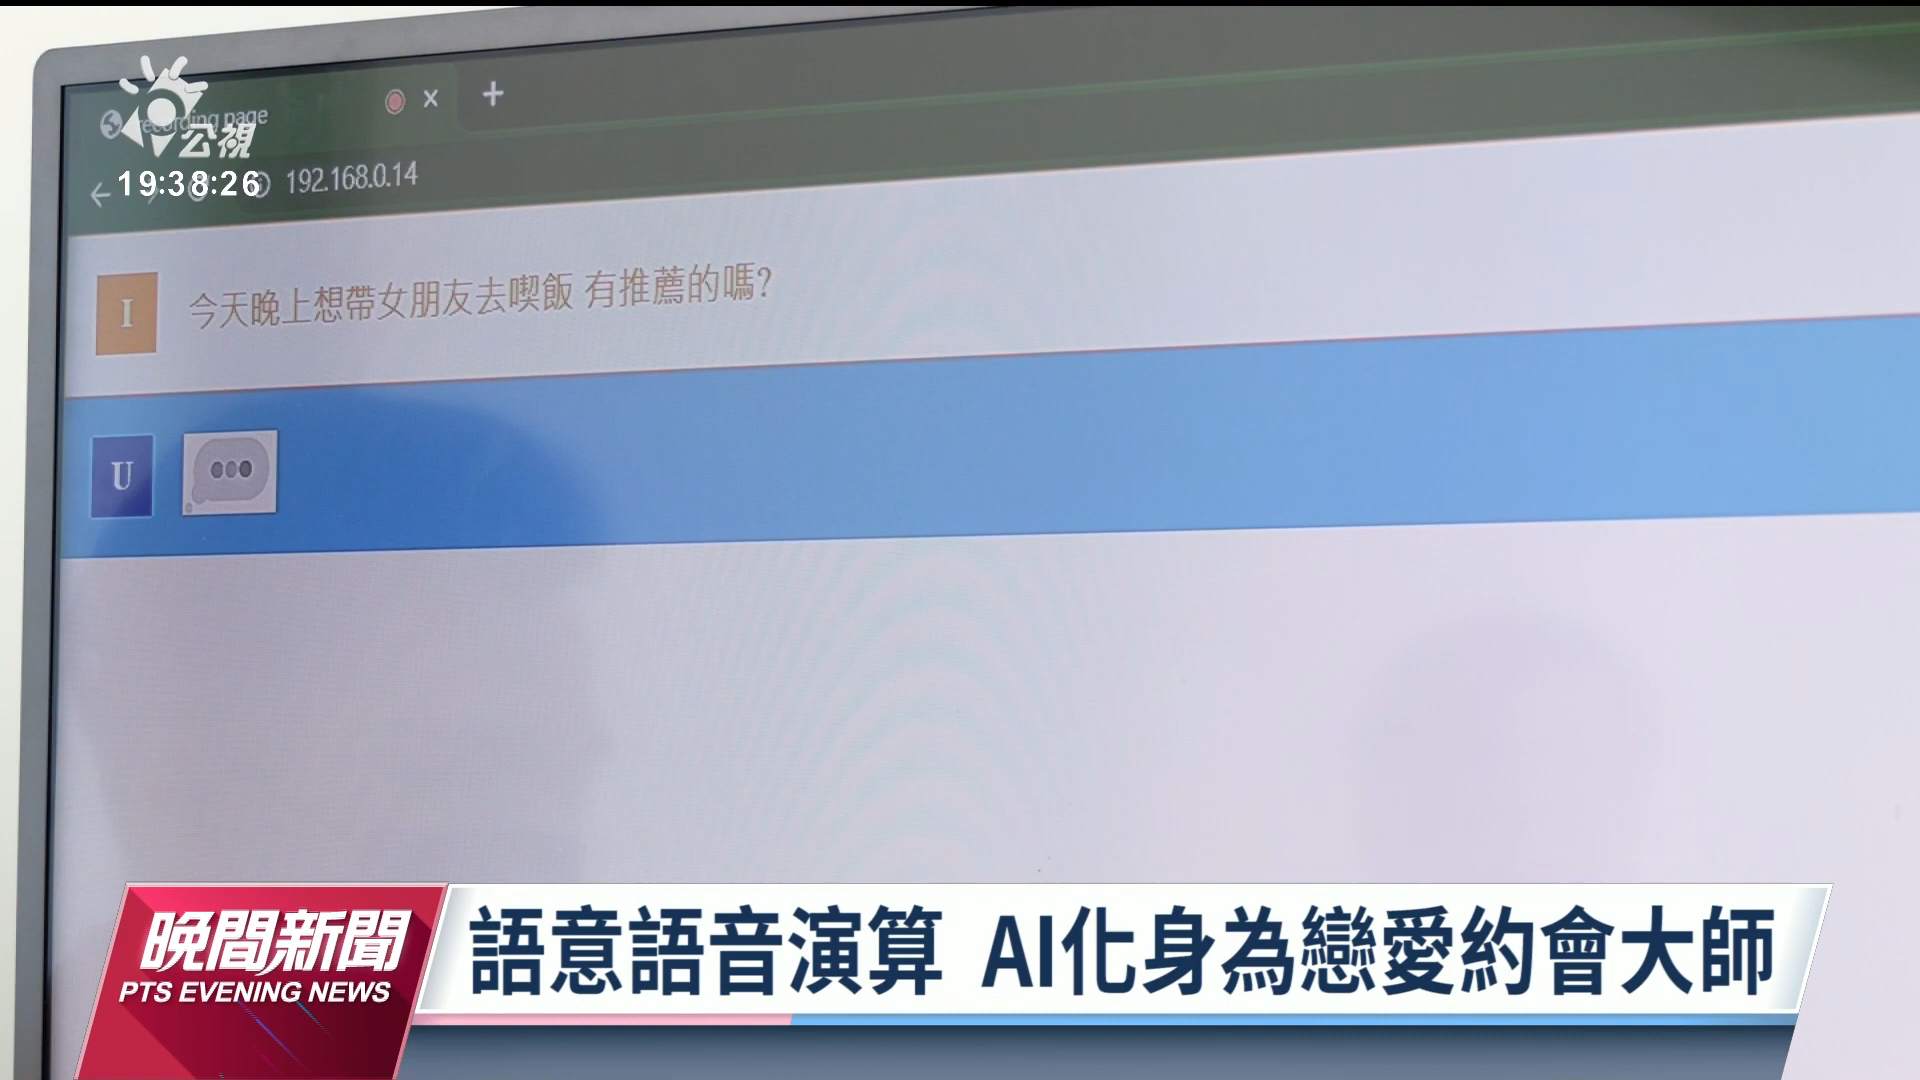 recording page
公視
19:38:26
192.168.0.14
I
今天晚上想帶女朋友去喫飯 有推薦的嗎?
U
晚間新聞
PTS EVENING NEWS
語意語音演算 AI化身為戀愛約會大師